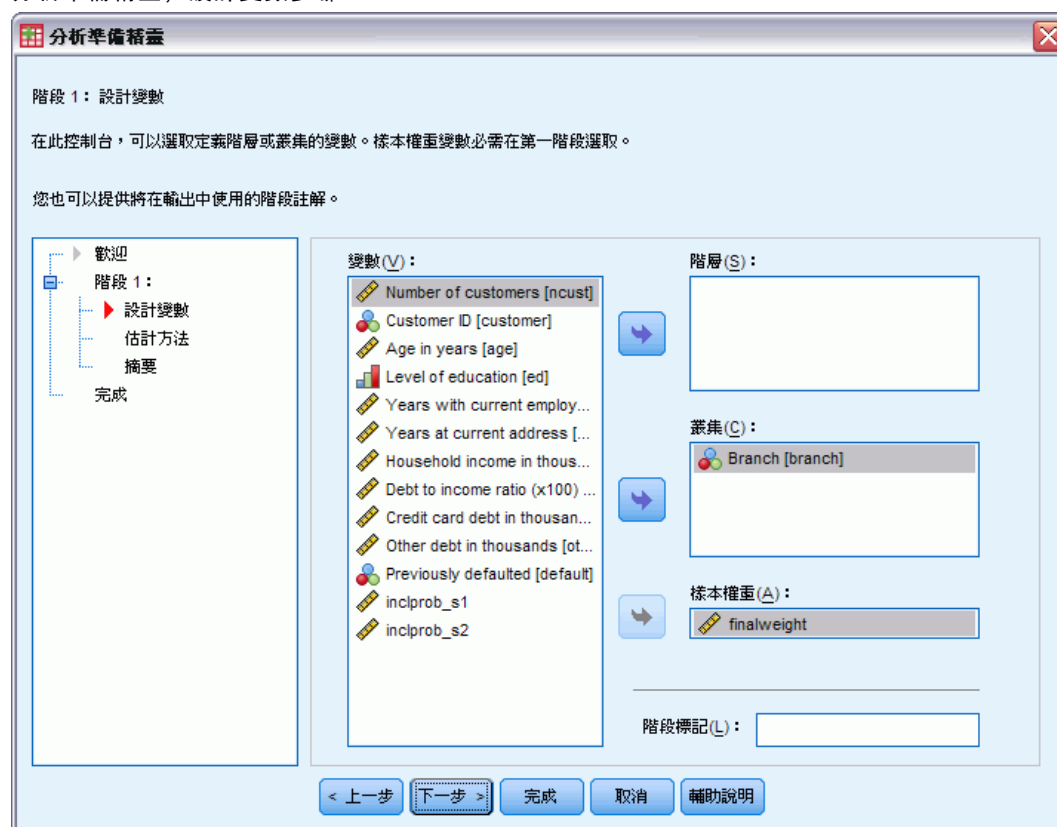 分析準備精靈
階段 1：設計變數
在此控制台，可以選取定義階層或叢集的變數。樣本權重變數必需在第一階段選取。
您也可以提供將在輸出中使用的階段註解。
歡迎
階段 1：
設計變數
估計方法
摘要
完成
變數(V)：
Number of customers [ncust]
Customer ID [customer]
Age in years [age]
Level of education [ed]
Years with current employ...
Years at current address [...
Household income in thous...
Debt to income ratio (x100) ...
Credit card debt in thousan...
Other debt in thousands [ot...
Previously defaulted [default]
inclprob_s1
inclprob_s2
階層(S)：
叢集(C)：
Branch [branch]
樣本權重(A)：
finalweight
階段標記(L)：
< 上一步
下一步 >
完成
取消
輔助說明